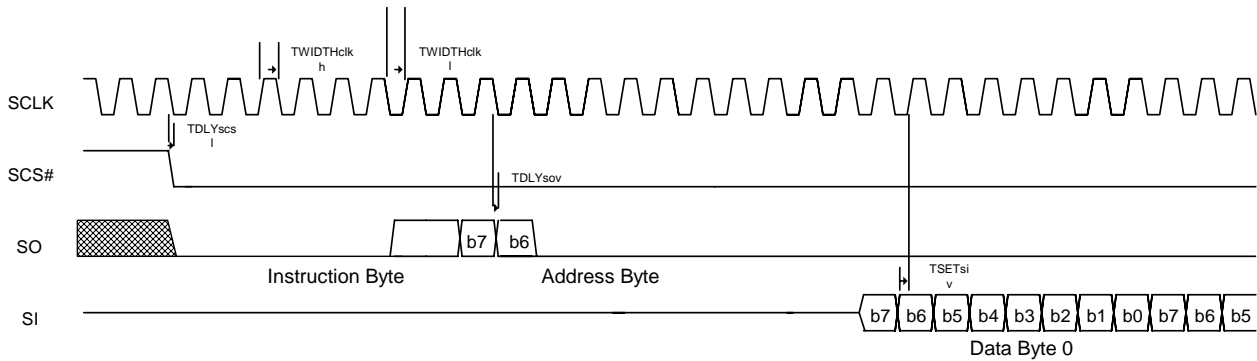 TWIDTHclk
h
TWIDTHclk
l
SCLK
TDLYscs
l
SCS#
TDLYsov
SO
b7 b6
Instruction Byte Address Byte
TSETsi
v
SI
b7 b6 b5 b4 b3 b2 b1 b0 b7 b6 b5
Data Byte 0